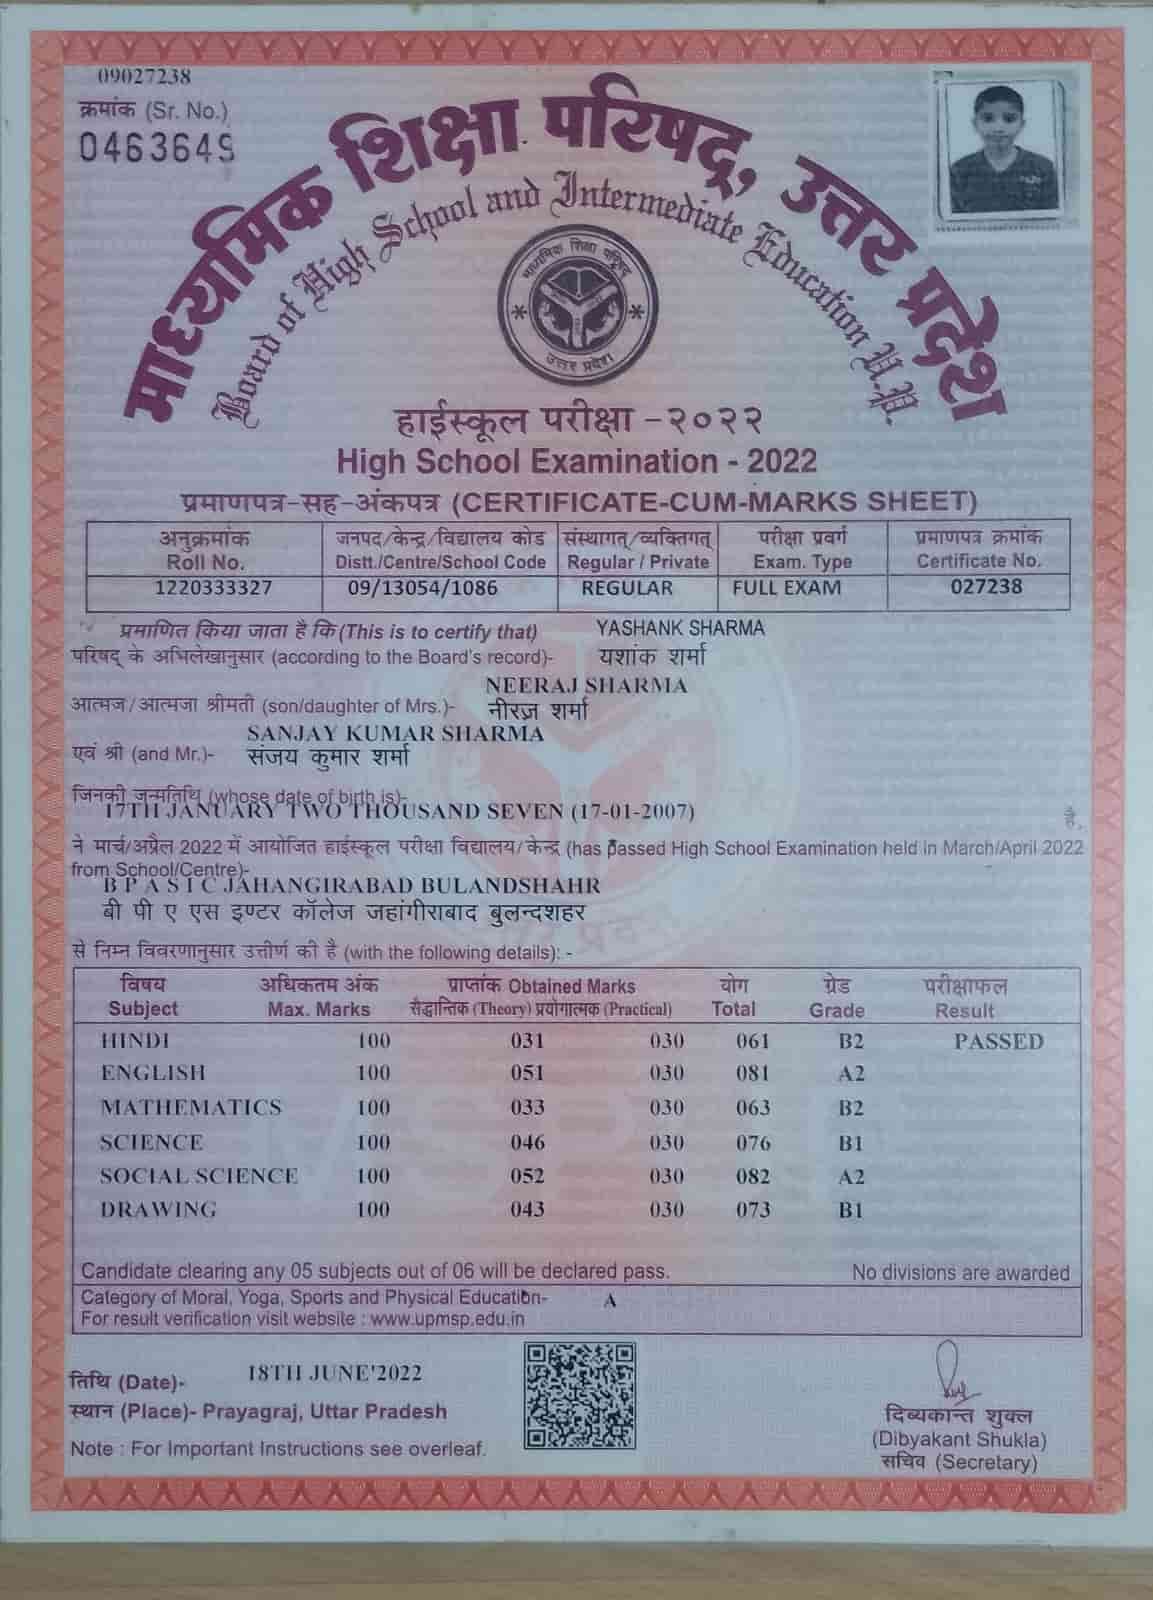 09027238
क्रमांक (Sr. No.)
0463649
माध्यमिक शिक्षा परिषद्, उत्तर प्रदेश
Board of High School and Intermediate Education U.P.
माध्यमिक शिक्षा परिषद्
उत्तर प्रदेश
हाईस्कूल परीक्षा -२०२२
High School Examination - 2022
प्रमाणपत्र-सह-अंकपत्र (CERTIFICATE-CUM-MARKS SHEET)
अनुक्रमांक जनपद/केन्द्र/विद्यालय कोड संस्थागत्/व्यक्तिगत् परीक्षा प्रवर्ग प्रमाणपत्र क्रमांक
Roll No. Distt./Centre/School Code Regular / Private Exam. Type Certificate No.
1220333327 09/13054/1086 REGULAR FULL EXAM 027238
प्रमाणित किया जाता है कि (This is to certify that) YASHANK SHARMA
परिषद् के अभिलेखानुसार (according to the Board's record)- यशांक शर्मा
NEERAJ SHARMA
आत्मज/आत्मजा श्रीमती (son/daughter of Mrs.)- नीरज शर्मा
SANJAY KUMAR SHARMA
एवं श्री (and Mr.)- संजय कुमार शर्मा
जिनकी जन्मतिथि (whose date of birth is)-
17TH JANUARY TWO THOUSAND SEVEN (17-01-2007) है,
ने मार्च/अप्रैल 2022 में आयोजित हाईस्कूल परीक्षा विद्यालय/केन्द्र (has passed High School Examination held in March/April 2022
from School/Centre)-
B P A S I C JAHANGIRABAD BULANDSHAHR
बी पी ए एस इण्टर कॉलेज जहांगीराबाद बुलन्दशहर
से निम्न विवरणानुसार उत्तीर्ण की है (with the following details): -
विषय अधिकतम अंक प्राप्तांक Obtained Marks योग ग्रेड परीक्षाफल
Subject Max. Marks सैद्धान्तिक (Theory) प्रयोगात्मक (Practical) Total Grade Result
HINDI 100 031 030 061 B2 PASSED
ENGLISH 100 051 030 081 A2
MATHEMATICS 100 033 030 063 B2
SCIENCE 100 046 030 076 B1
SOCIAL SCIENCE 100 052 030 082 A2
DRAWING 100 043 030 073 B1
Candidate clearing any 05 subjects out of 06 will be declared pass. No divisions are awarded
Category of Moral, Yoga, Sports and Physical Education- A
For result verification visit website : www.upmsp.edu.in
तिथि (Date)- 18TH JUNE'2022
स्थान (Place)- Prayagraj, Uttar Pradesh
Note : For Important Instructions see overleaf.
दिव्यकान्त शुक्ल
(Dibyakant Shukla)
सचिव (Secretary)